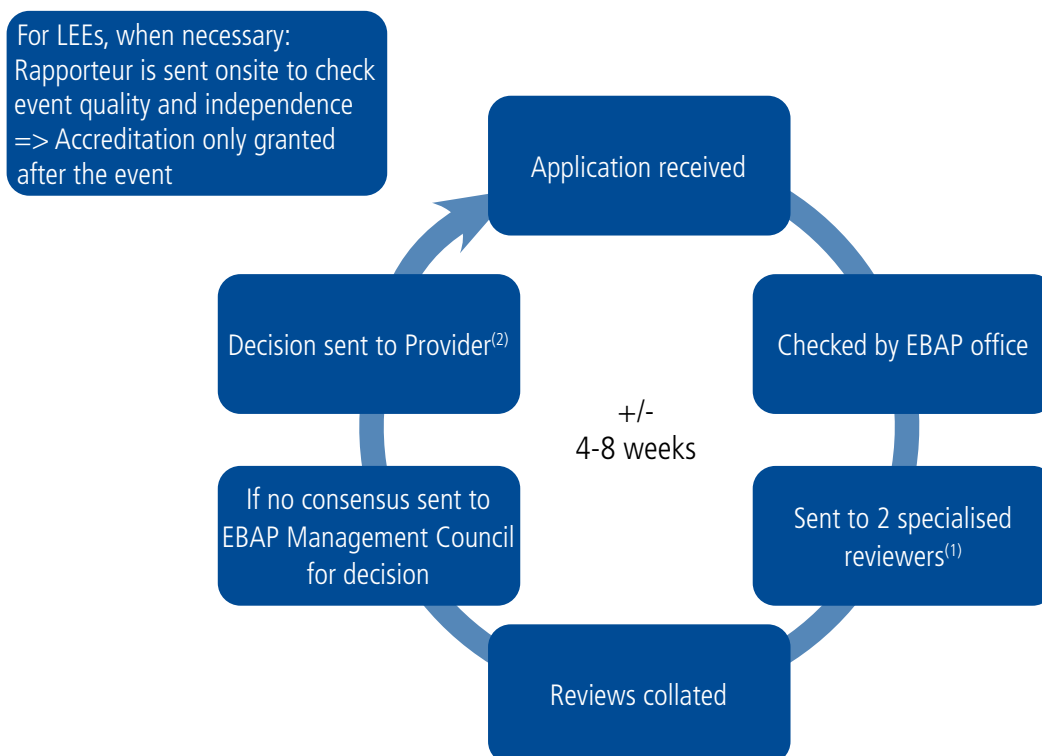 For LEEs, when necessary:
Rapporteur is sent onsite to check
event quality and independence
=> Accreditation only granted
after the event
Application received
Checked by EBAP office
Sent to 2 specialised
reviewers(1)
Reviews collated
If no consensus sent to
EBAP Management Council
for decision
Decision sent to Provider(2)
+/-
4-8 weeks